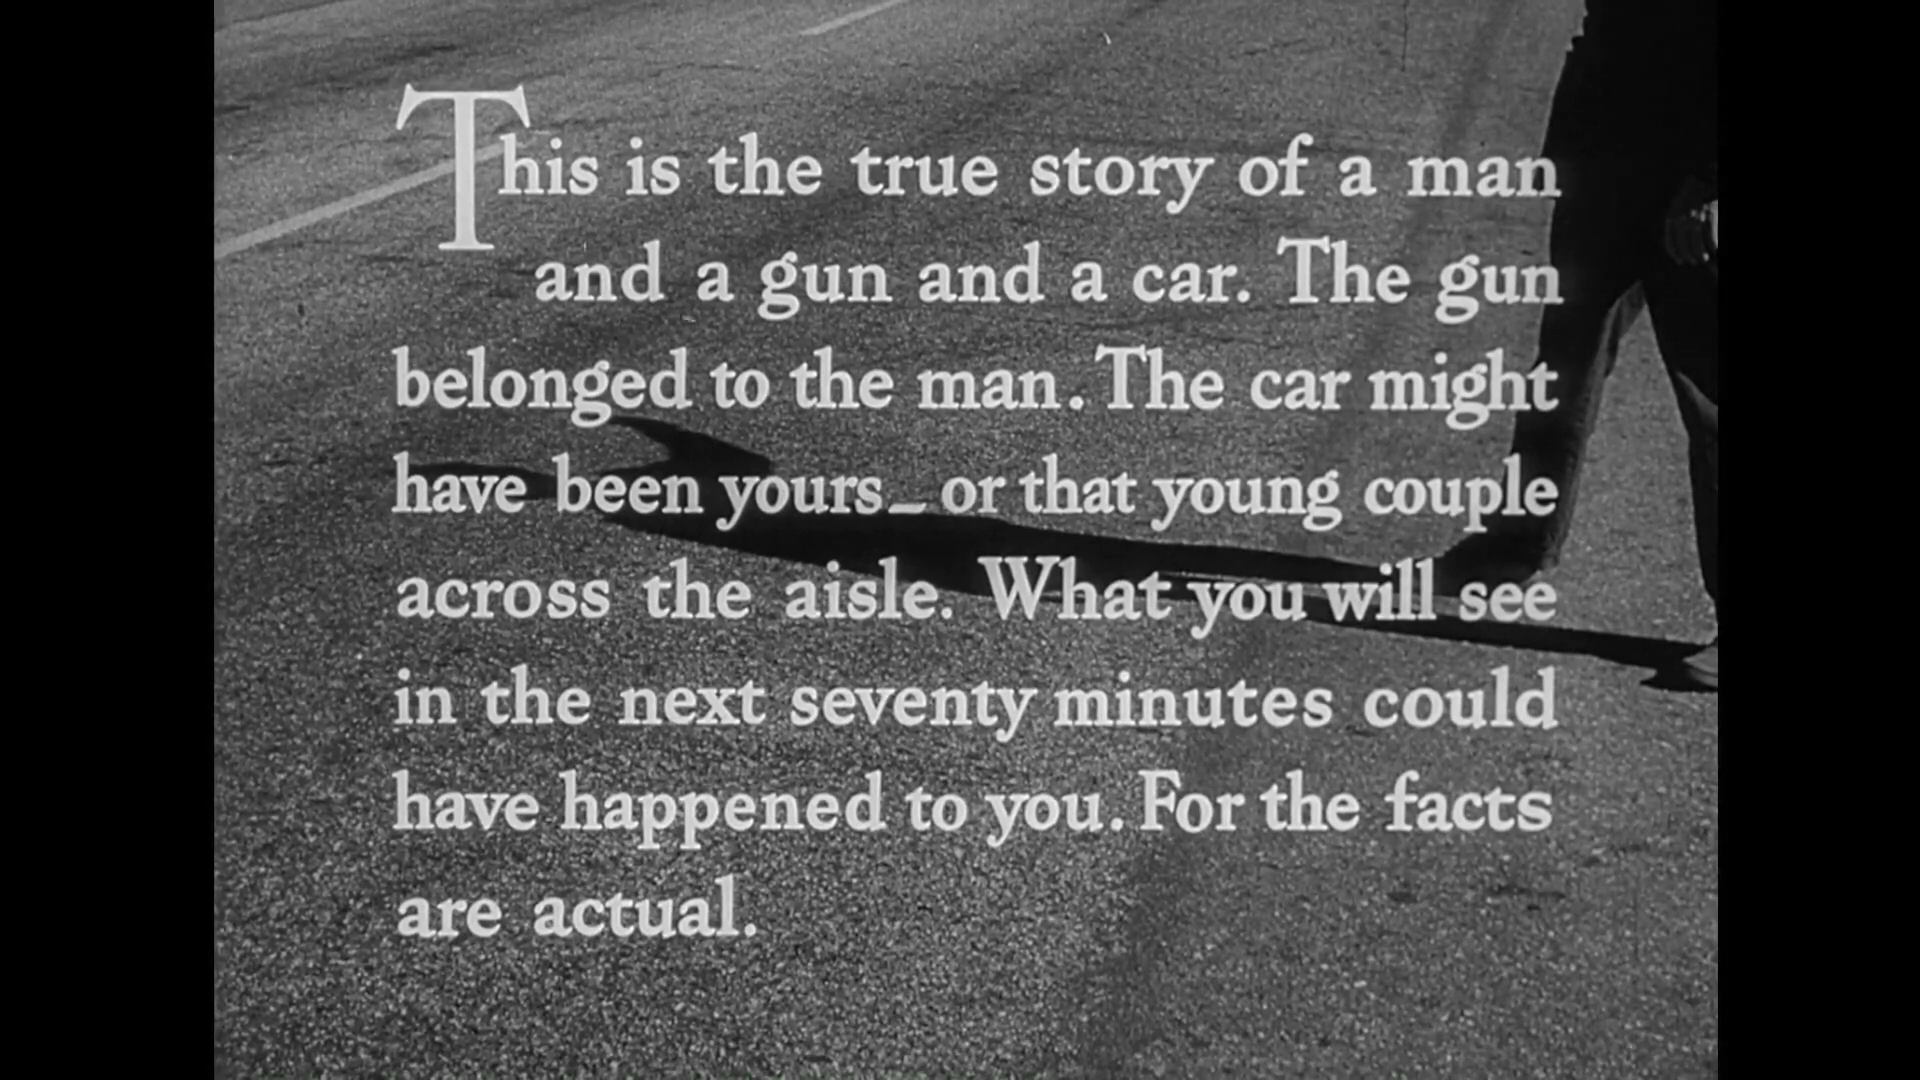 This is the true story of a man
and a gun and a car. The gun
belonged to the man. The car might
have been yours_ or that young couple
across the aisle. What you will see
in the next seventy minutes could
have happened to you. For the facts
are actual.